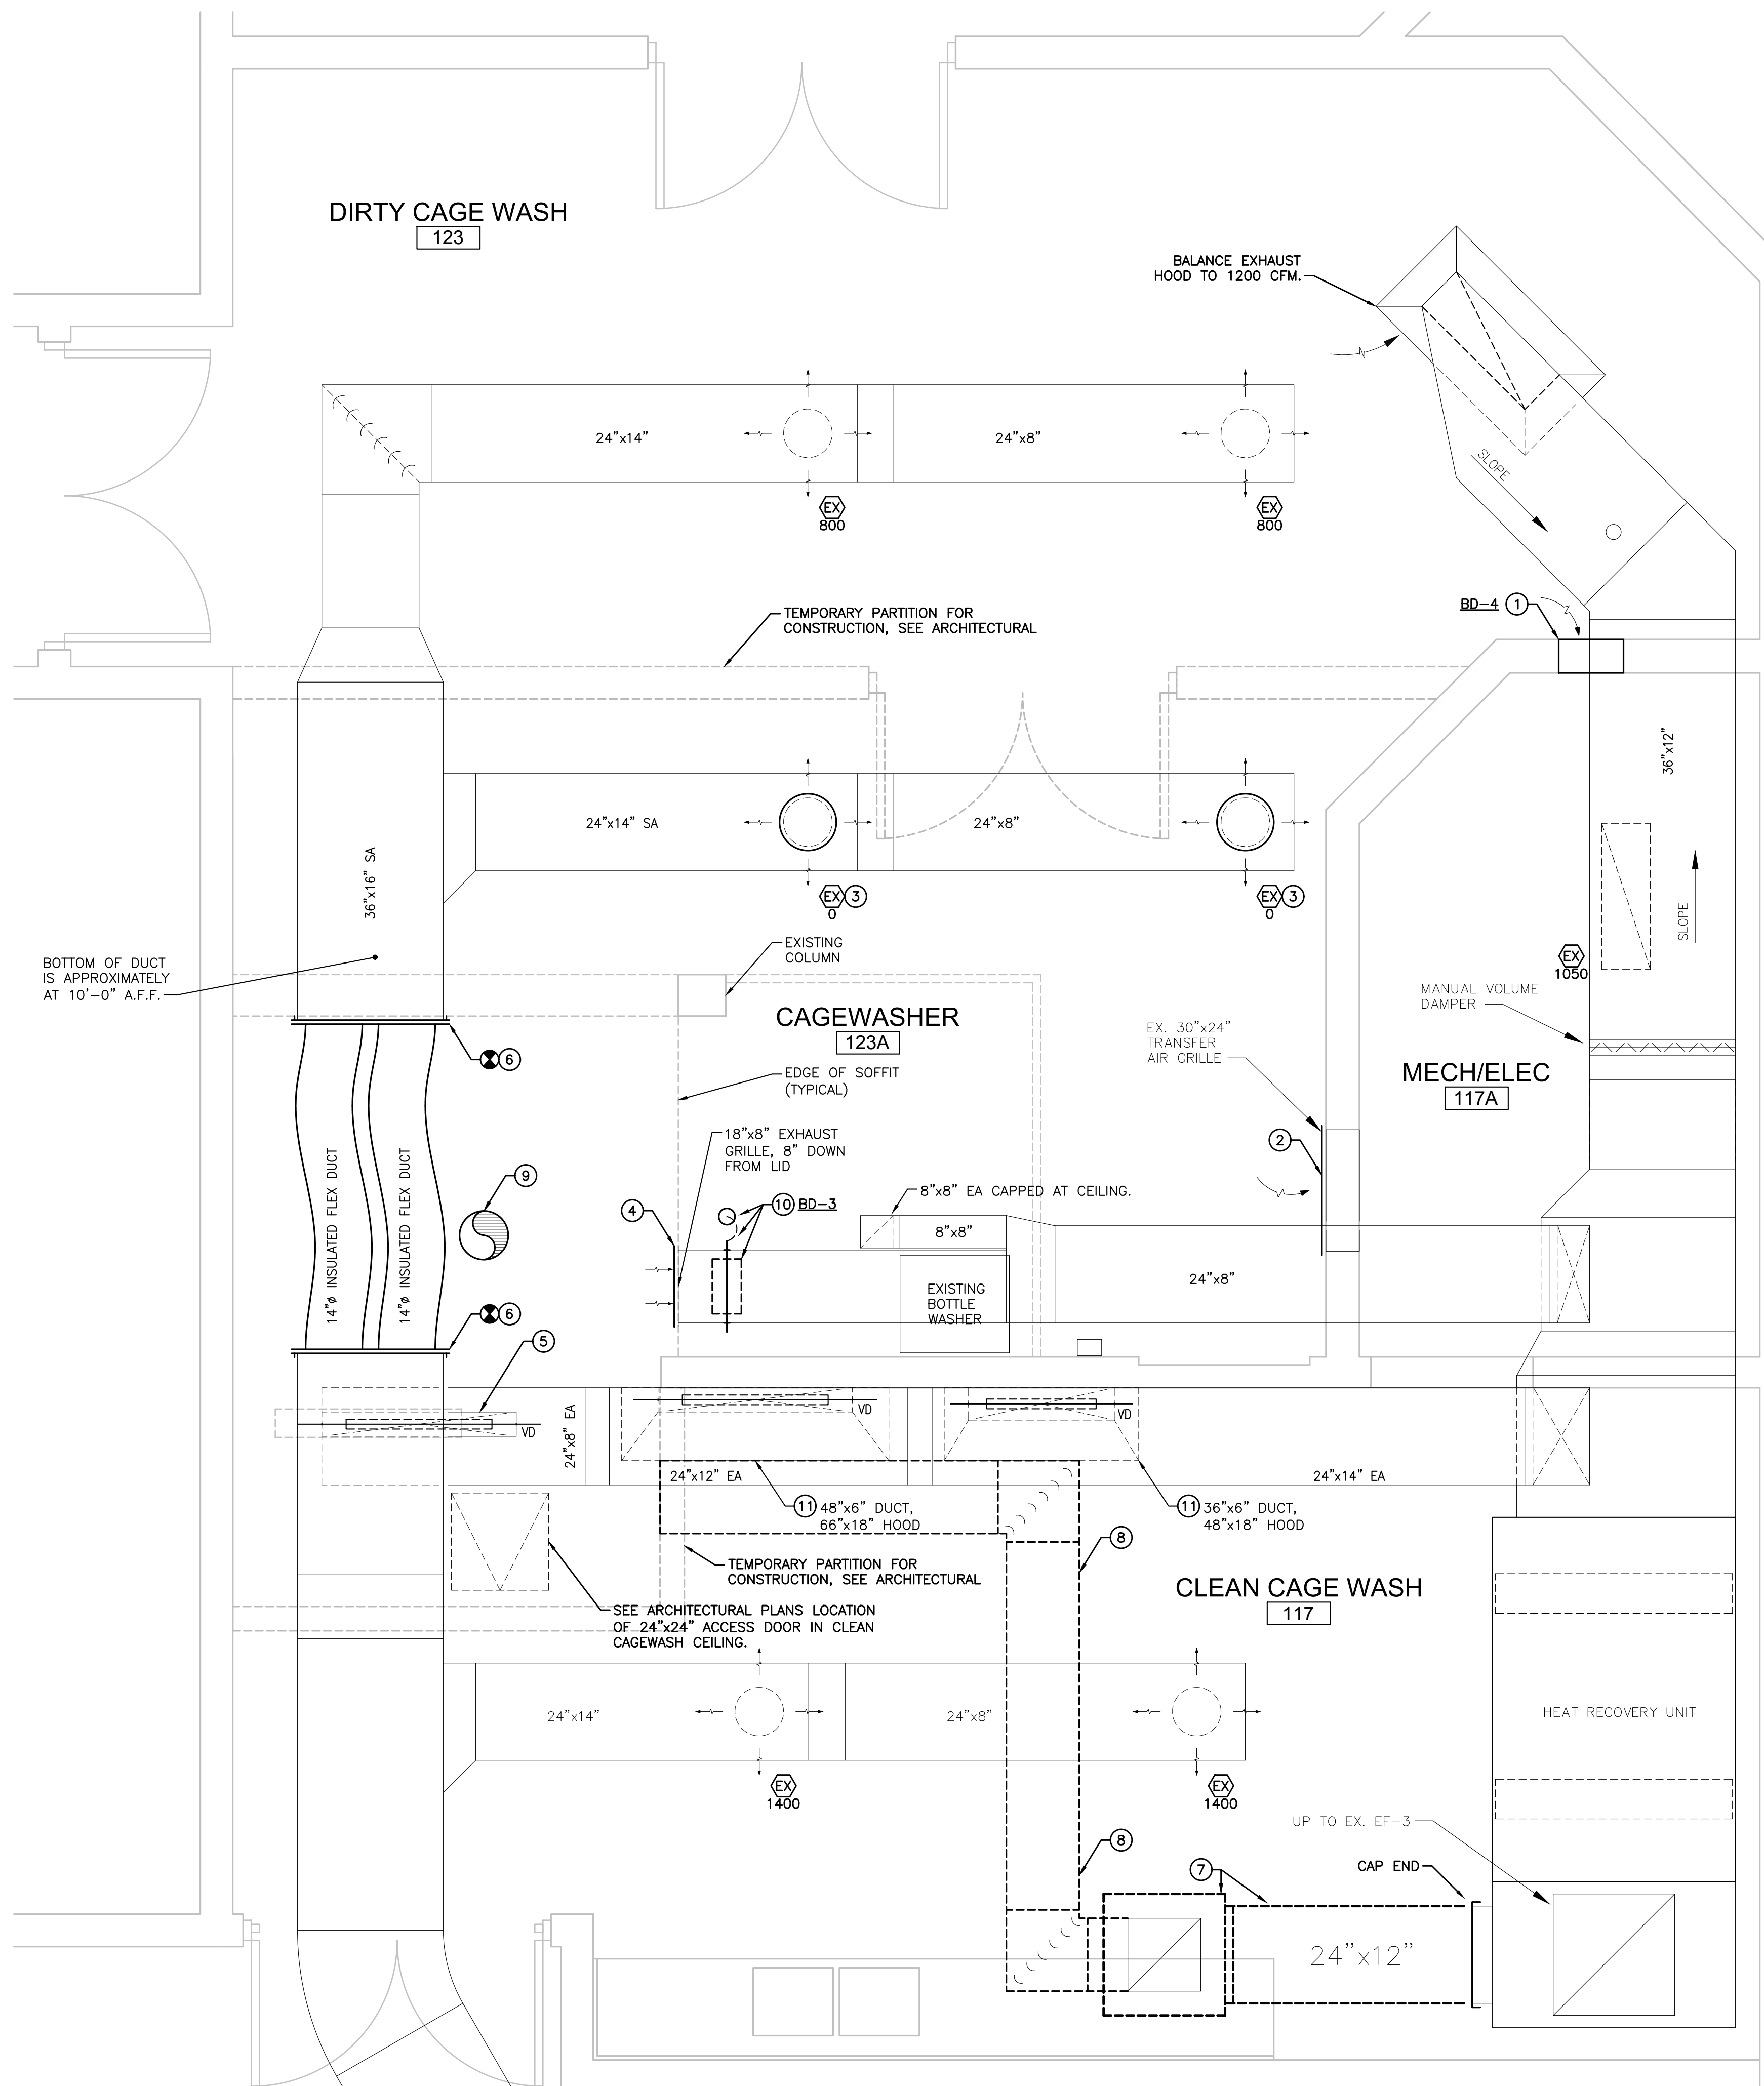 DIRTY CAGE WASH
123
BALANCE EXHAUST
HOOD TO 1200 CFM.
24"x14"
24"x8"
SLOPE
EX
800
EX
800
BD-4 1
TEMPORARY PARTITION FOR
CONSTRUCTION, SEE ARCHITECTURAL
36"x12"
24"x14" SA
24"x8"
36"x16" SA
EX 3
0
EX 3
0
SLOPE
EXISTING
COLUMN
BOTTOM OF DUCT
IS APPROXIMATELY
AT 10'-0" A.F.F.
EX
1050
MANUAL VOLUME
DAMPER
CAGEWASHER
123A
EX. 30"x24"
TRANSFER
AIR GRILLE
6
MECH/ELEC
117A
EDGE OF SOFFIT
(TYPICAL)
18"x8" EXHAUST
GRILLE, 8" DOWN
FROM LID
2
9
14"ø INSULATED FLEX DUCT
14"ø INSULATED FLEX DUCT
8"x8" EA CAPPED AT CEILING.
4
10 BD-3
8"x8"
24"x8"
EXISTING
BOTTLE
WASHER
6
5
VD
24"x8" EA
VD
VD
24"x12" EA
24"x14" EA
11 48"x6" DUCT,
66"x18" HOOD
11 36"x6" DUCT,
48"x18" HOOD
8
TEMPORARY PARTITION FOR
CONSTRUCTION, SEE ARCHITECTURAL
CLEAN CAGE WASH
117
SEE ARCHITECTURAL PLANS LOCATION
OF 24"x24" ACCESS DOOR IN CLEAN
CAGEWASH CEILING.
24"x14"
24"x8"
HEAT RECOVERY UNIT
EX
1400
EX
1400
UP TO EX. EF-3
8
7
CAP END
24"x12"